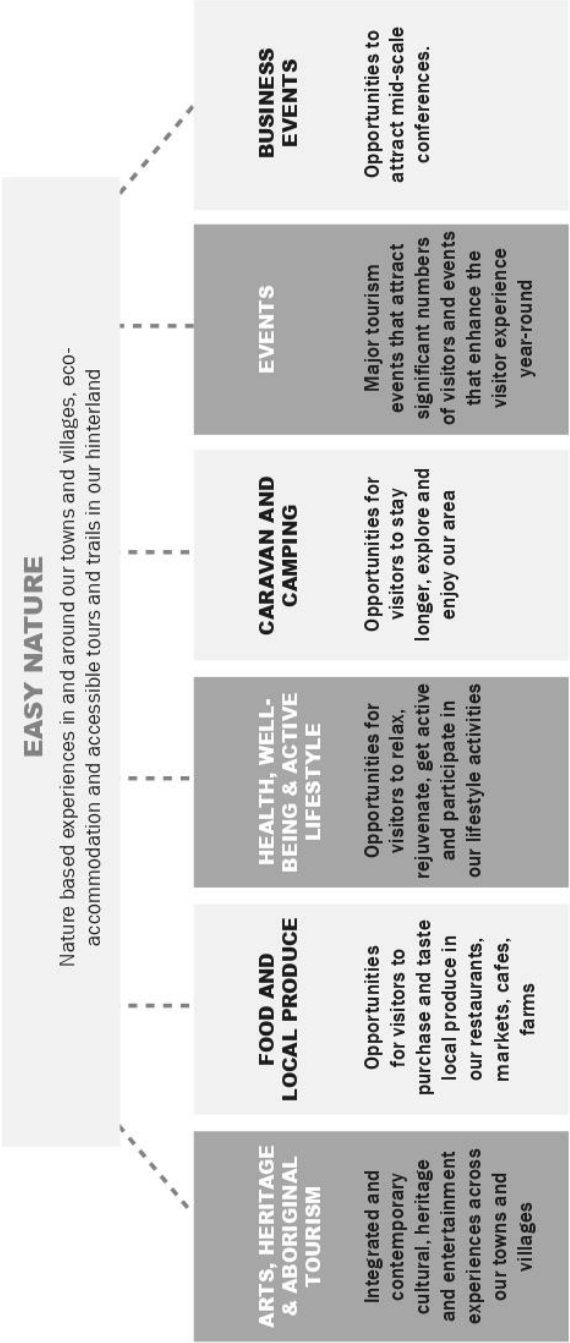 EASY NATURE
Nature based experiences in and around our towns and villages, eco-
accommodation and accessible tours and trails in our hinterland
ARTS, HERITAGE
& ABORIGINAL
TOURISM
Integrated and
contemporary
cultural, heritage
and entertainment
experiences across
our towns and
villages
FOOD AND
LOCAL PRODUCE
Opportunities
for visitors to
purchase and taste
local produce in
our restaurants,
markets, cafes,
farms
HEALTH, WELL-
BEING & ACTIVE
LIFESTYLE
Opportunities for
visitors to relax,
rejuvenate, get active
and participate in
our lifestyle activities
CARAVAN AND
CAMPING
Opportunities for
visitors to stay
longer, explore and
enjoy our area
EVENTS
Major tourism
events that attract
significant numbers
of visitors and events
that enhance the
visitor experience
year-round
BUSINESS
EVENTS
Opportunities to
attract mid-scale
conferences.